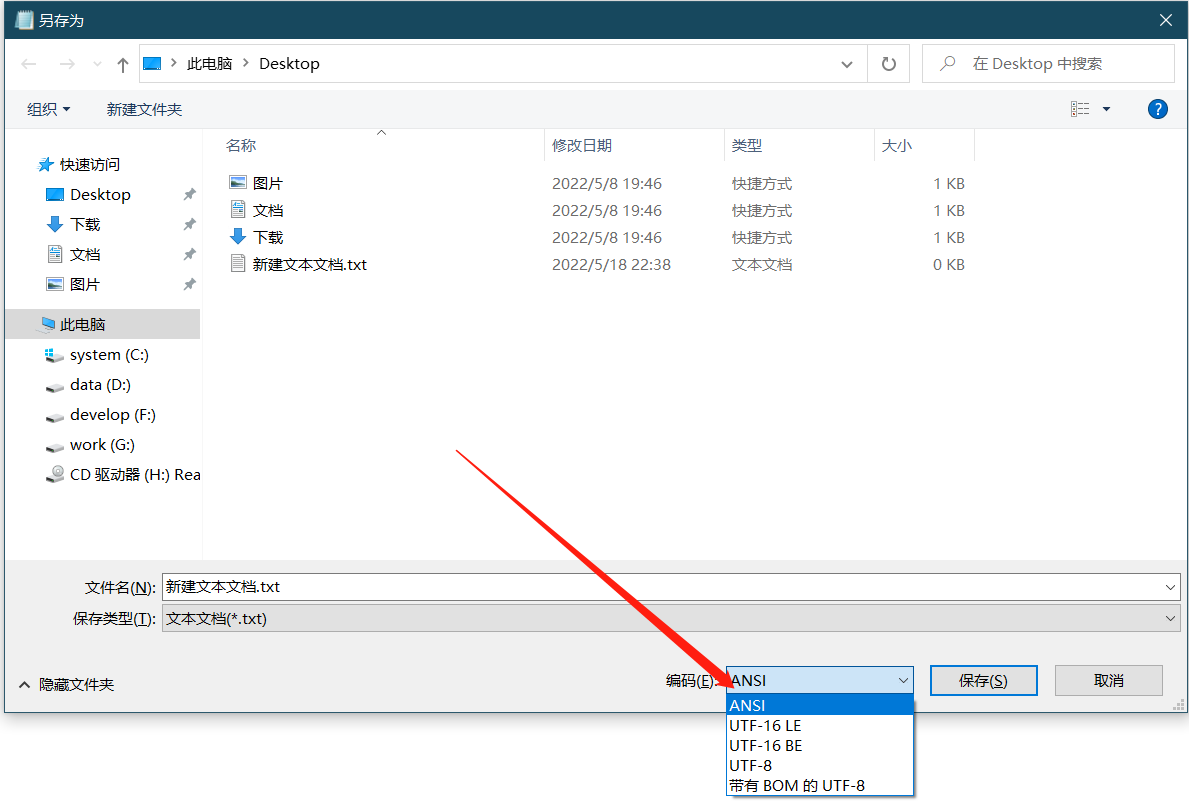 另存为
此电脑 Desktop
在 Desktop 中搜索
组织 新建文件夹
?
名称 修改日期 类型 大小
快速访问
Desktop
下载
文档
图片
此电脑
system (C:)
data (D:)
develop (F:)
work (G:)
CD 驱动器 (H:) Rea
图片 2022/5/8 19:46 快捷方式 1 KB
文档 2022/5/8 19:46 快捷方式 1 KB
下载 2022/5/8 19:46 快捷方式 1 KB
新建文本文档.txt 2022/5/18 22:38 文本文档 0 KB
文件名(N): 新建文本文档.txt
保存类型(T): 文本文档(*.txt)
隐藏文件夹 编码(E): ANSI 保存(S) 取消
ANSI
UTF-16 LE
UTF-16 BE
UTF-8
带有 BOM 的 UTF-8